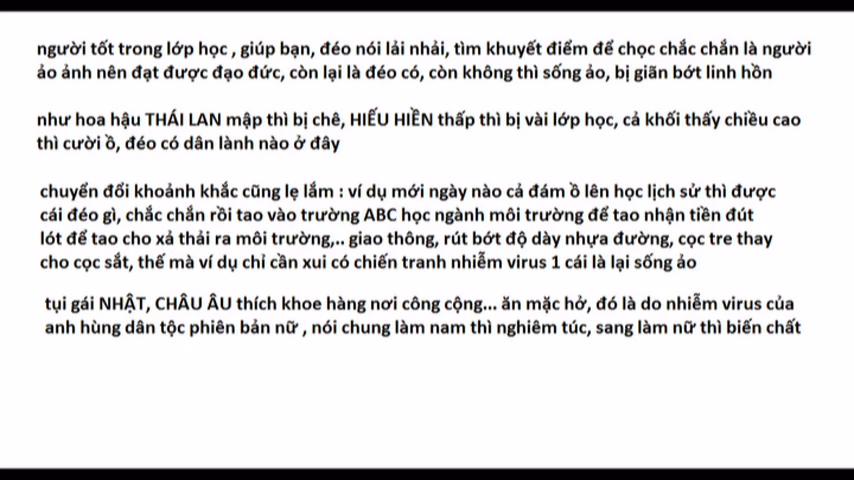 người tốt trong lớp học , giúp bạn, đéo nói lải nhải, tìm khuyết điểm để chọc chắc chắn là người
ảo ảnh nên đạt được đạo đức, còn lại là đéo có, còn không thì sống ảo, bị giãn bớt linh hồn
như hoa hậu THÁI LAN mập thì bị chê, HIẾU HIỀN thấp thì bị vài lớp học, cả khối thấy chiều cao
thì cười ồ, đéo có dân lành nào ở đây
chuyển đổi khoảnh khắc cũng lẹ lắm : ví dụ mới ngày nào cả đám ồ lên học lịch sử thì được
cái đéo gì, chắc chắn rồi tao vào trường ABC học ngành môi trường để tao nhận tiền đút
lót để tao cho xả thải ra môi trường,.. giao thông, rút bớt độ dày nhựa đường, cọc tre thay
cho cọc sắt, thế mà ví dụ chỉ cần xui có chiến tranh nhiễm virus 1 cái là lại sống ảo
tụi gái NHẬT, CHÂU ÂU thích khoe hàng nơi công cộng... ăn mặc hở, đó là do nhiễm virus của
anh hùng dân tộc phiên bản nữ , nói chung làm nam thì nghiêm túc, sang làm nữ thì biến chất